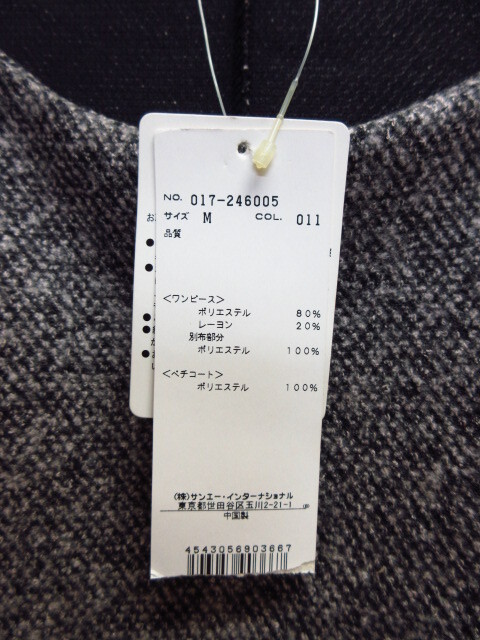 NO. 017-246005
サイズ M COL. 011
品質
<ワンピース>
ポリエステル 80%
レーヨン 20%
別布部分
ポリエステル 100%
<ペチコート>
ポリエステル 100%
(株)サンエー・インターナショナル
東京都世田谷区玉川2-21-1
中国製
4543056803667